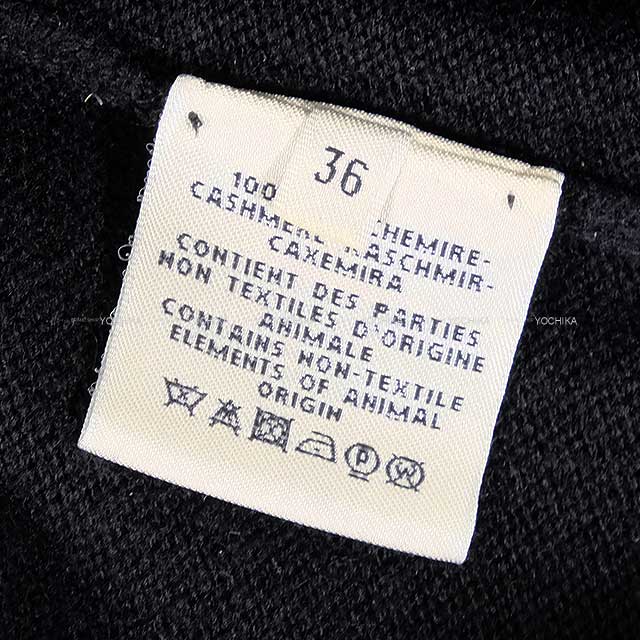 36
100 CHEMIRE-
CASHMERE KASCHMIR-
CAXEMIRA
CONTIENT DES PARTIES
NON TEXTILES D'ORIGINE
ANIMALE
CONTAINS NON-TEXTILE
ELEMENTS OF ANIMAL
ORIGIN
P W
YOCHIKA
YOCHIKA